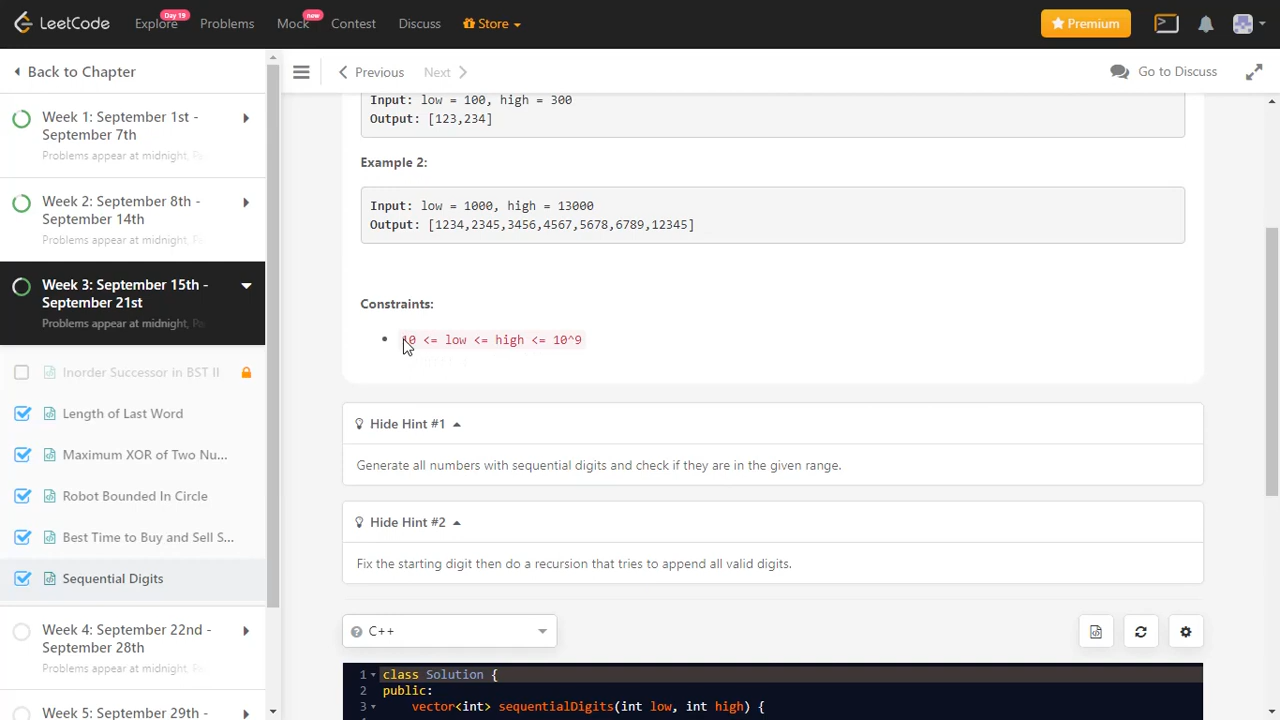 LeetCode
Explore
Day 19
Problems
Mock
new
Contest
Discuss
Store
Premium
Back to Chapter
Previous
Next
Go to Discuss
Week 1: September 1st -
September 7th
Problems appear at midnight,
Week 2: September 8th -
September 14th
Problems appear at midnight,
Week 3: September 15th -
September 21st
Problems appear at midnight,
Inorder Successor in BST II
Length of Last Word
Maximum XOR of Two Nu...
Robot Bounded In Circle
Best Time to Buy and Sell S...
Sequential Digits
Week 4: September 22nd -
September 28th
Problems appear at midnight,
Week 5: September 29th -
Input: low = 100, high = 300
Output: [123,234]
Example 2:
Input: low = 1000, high = 13000
Output: [1234,2345,3456,4567,5678,6789,12345]
Constraints:
10 <= low <= high <= 10^9
Hide Hint #1
Generate all numbers with sequential digits and check if they are in the given range.
Hide Hint #2
Fix the starting digit then do a recursion that tries to append all valid digits.
C++
1 class Solution {
2 public:
3 vector<int> sequentialDigits(int low, int high) {